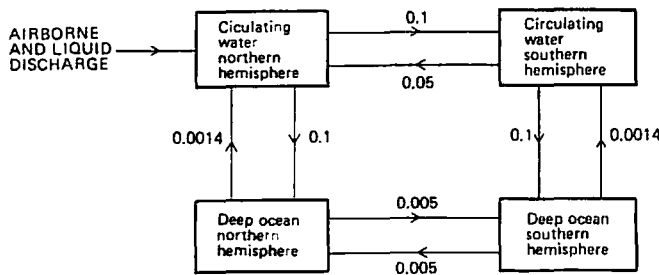 AIRBORNE
AND LIQUID
DISCHARGE
Ciculating
water
northern
hemisphere
0.1
0.05
Circulating
water
southern
hemisphere
0.0014
0.1
0.1
0.0014
Deep ocean
northern
hemisphere
0.005
0.005
Deep ocean
southern
hemisphere